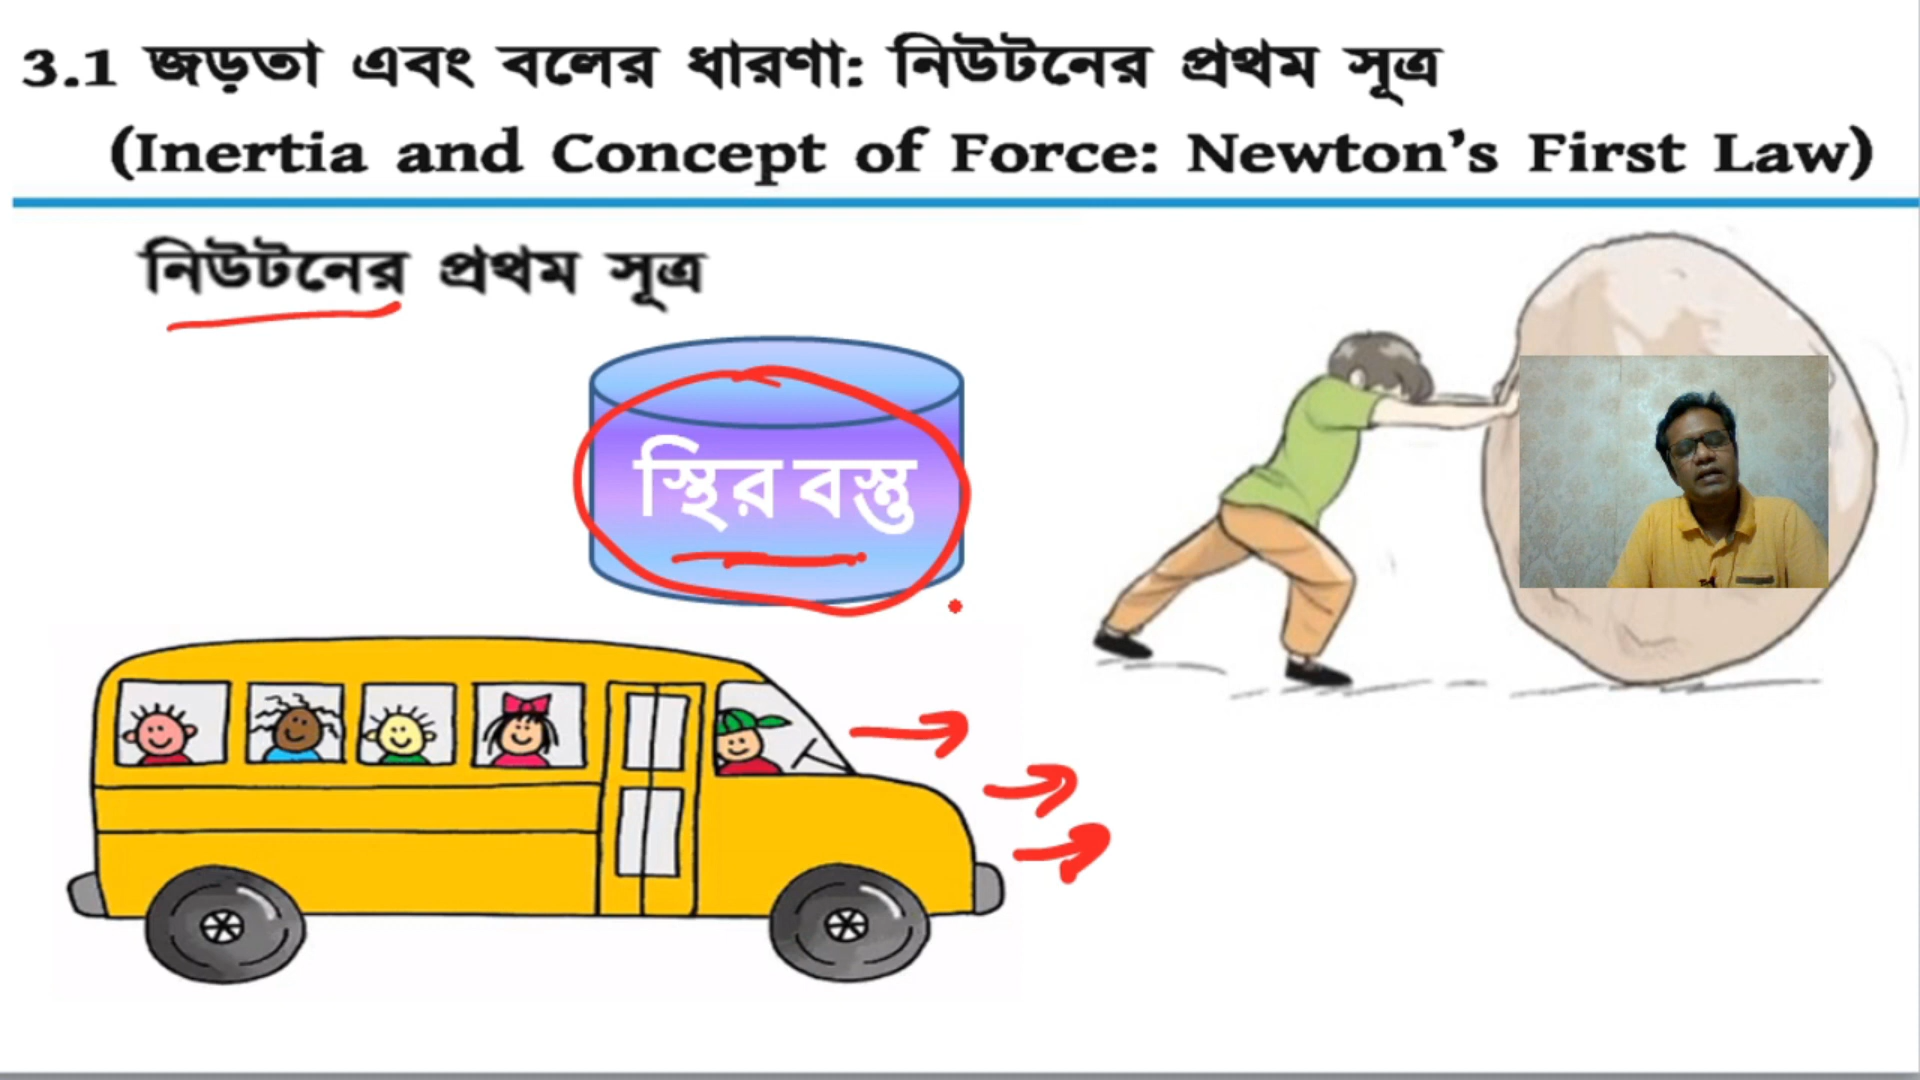 3.1 জড়তা এবং বলের ধারণা: নিউটনের প্রথম সূত্র
(Inertia and Concept of Force: Newton’s First Law)
নিউটনের প্রথম সূত্র
স্থির বস্তু